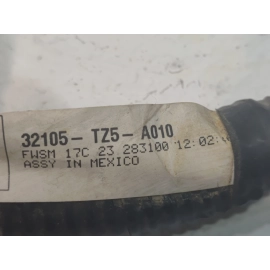 32105-TZ5-A010
FWSM 17C 23 283100 12:02:
ASSY IN MEXICO